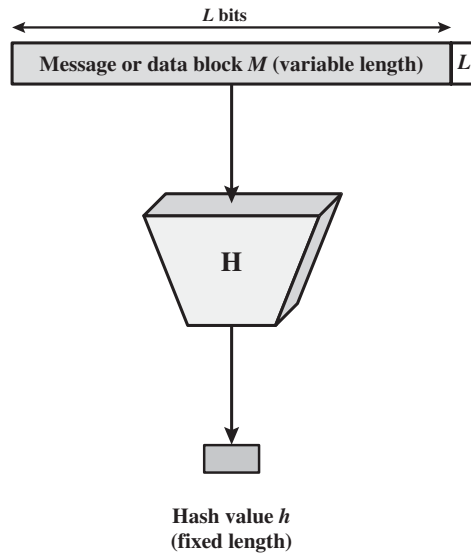 L bits
Message or data block M (variable length)
L
H
Hash value h
(fixed length)